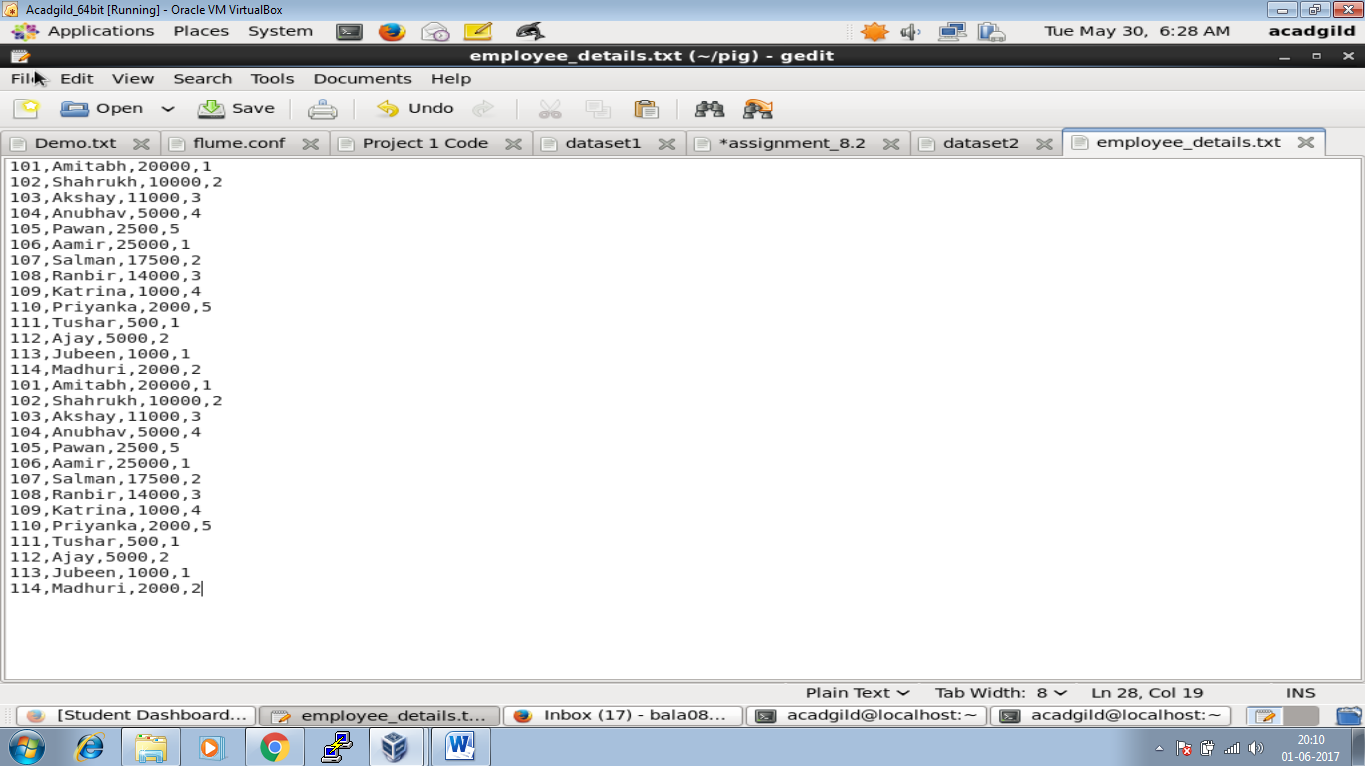 Acadgild_64bit [Running] - Oracle VM VirtualBox
Applications Places System Tue May 30, 6:28 AM acadgild
employee_details.txt (~/pig) - gedit
File Edit View Search Tools Documents Help
Open Save Undo
Demo.txt flume.conf Project 1 Code dataset1 *assignment_8.2 dataset2 employee_details.txt
101,Amitabh,20000,1
102,Shahrukh,10000,2
103,Akshay,11000,3
104,Anubhav,5000,4
105,Pawan,2500,5
106,Aamir,25000,1
107,Salman,17500,2
108,Ranbir,14000,3
109,Katrina,1000,4
110,Priyanka,2000,5
111,Tushar,500,1
112,Ajay,5000,2
113,Jubeen,1000,1
114,Madhuri,2000,2
101,Amitabh,20000,1
102,Shahrukh,10000,2
103,Akshay,11000,3
104,Anubhav,5000,4
105,Pawan,2500,5
106,Aamir,25000,1
107,Salman,17500,2
108,Ranbir,14000,3
109,Katrina,1000,4
110,Priyanka,2000,5
111,Tushar,500,1
112,Ajay,5000,2
113,Jubeen,1000,1
114,Madhuri,2000,2
Plain Text Tab Width: 8 Ln 28, Col 19 INS
[Student Dashboard... employee_details.t... Inbox (17) - bala08... acadgild@localhost:~ acadgild@localhost:~
20:10
01-06-2017